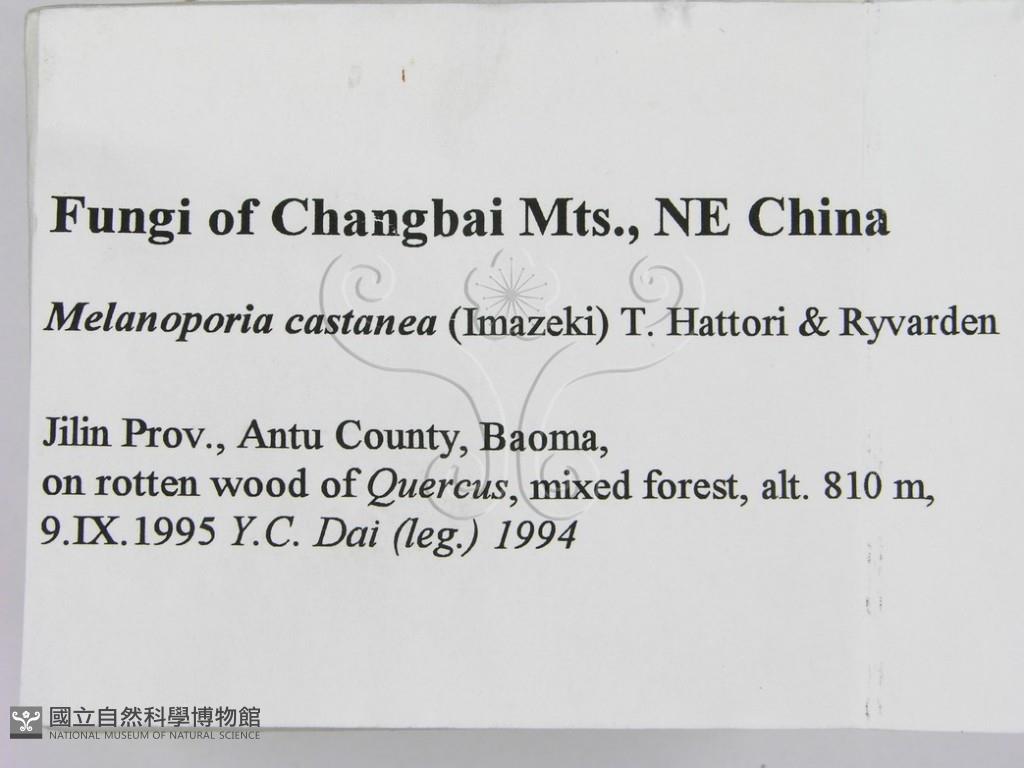 Fungi of Changbai Mts., NE China
Melanoporia castanea (Imazeki) T. Hattori & Ryvarden
Jilin Prov., Antu County, Baoma,
on rotten wood of Quercus, mixed forest, alt. 810 m,
9.IX.1995 Y.C. Dai (leg.) 1994
國立自然科學博物館
NATIONAL MUSEUM OF NATURAL SCIENCE